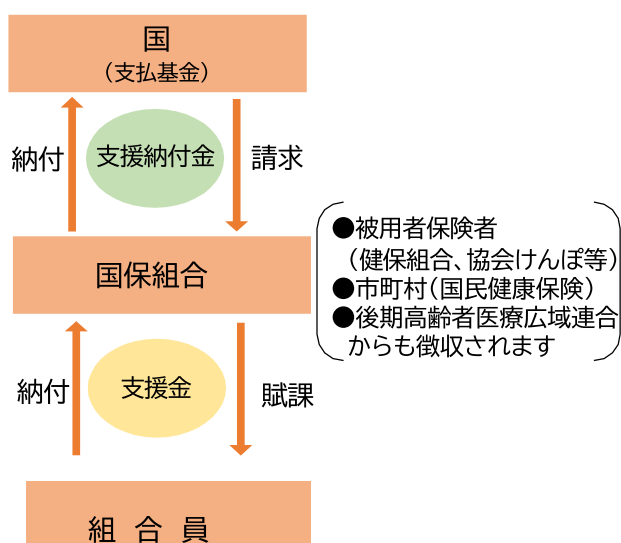 国
（支払基金）
納付
支援納付金
請求
国保組合
●被用者保険者
（健保組合、協会けんぽ等）
●市町村（国民健康保険）
●後期高齢者医療広域連合
からも徴収されます
納付
支援金
賦課
組合員